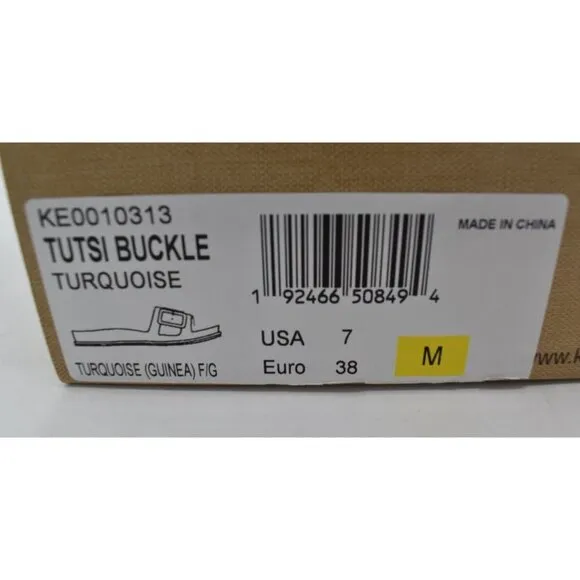 KE0010313
TUTSI BUCKLE
TURQUOISE
TURQUOISE (GUINEA) F/G
1 92466 50849 4
USA 7
Euro 38
M
MADE IN CHINA
www.k